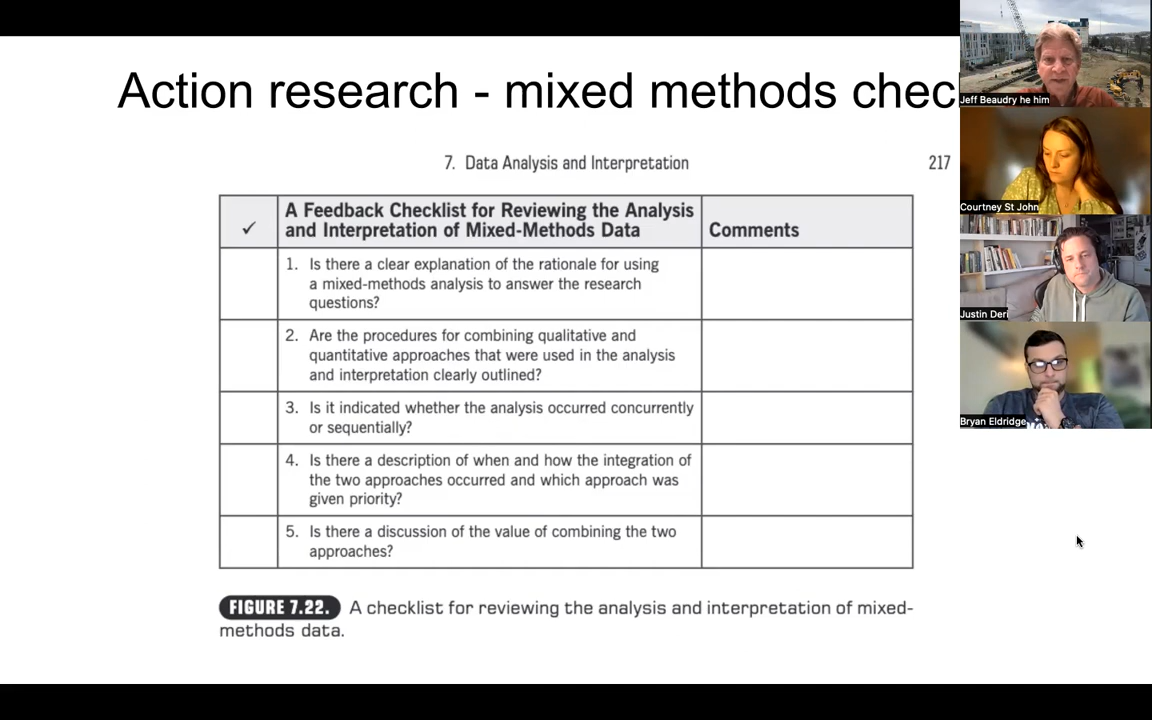 Action research - mixed methods chec
7. Data Analysis and Interpretation
217
✓
A Feedback Checklist for Reviewing the Analysis
and Interpretation of Mixed-Methods Data
Comments
1. Is there a clear explanation of the rationale for using
a mixed-methods analysis to answer the research
questions?
2. Are the procedures for combining qualitative and
quantitative approaches that were used in the analysis
and interpretation clearly outlined?
3. Is it indicated whether the analysis occurred concurrently
or sequentially?
4. Is there a description of when and how the integration of
the two approaches occurred and which approach was
given priority?
5. Is there a discussion of the value of combining the two
approaches?
FIGURE 7.22. A checklist for reviewing the analysis and interpretation of mixed-
methods data.
Jeff Beaudry he him
Courtney St John
Justin Deri
Bryan Eldridge